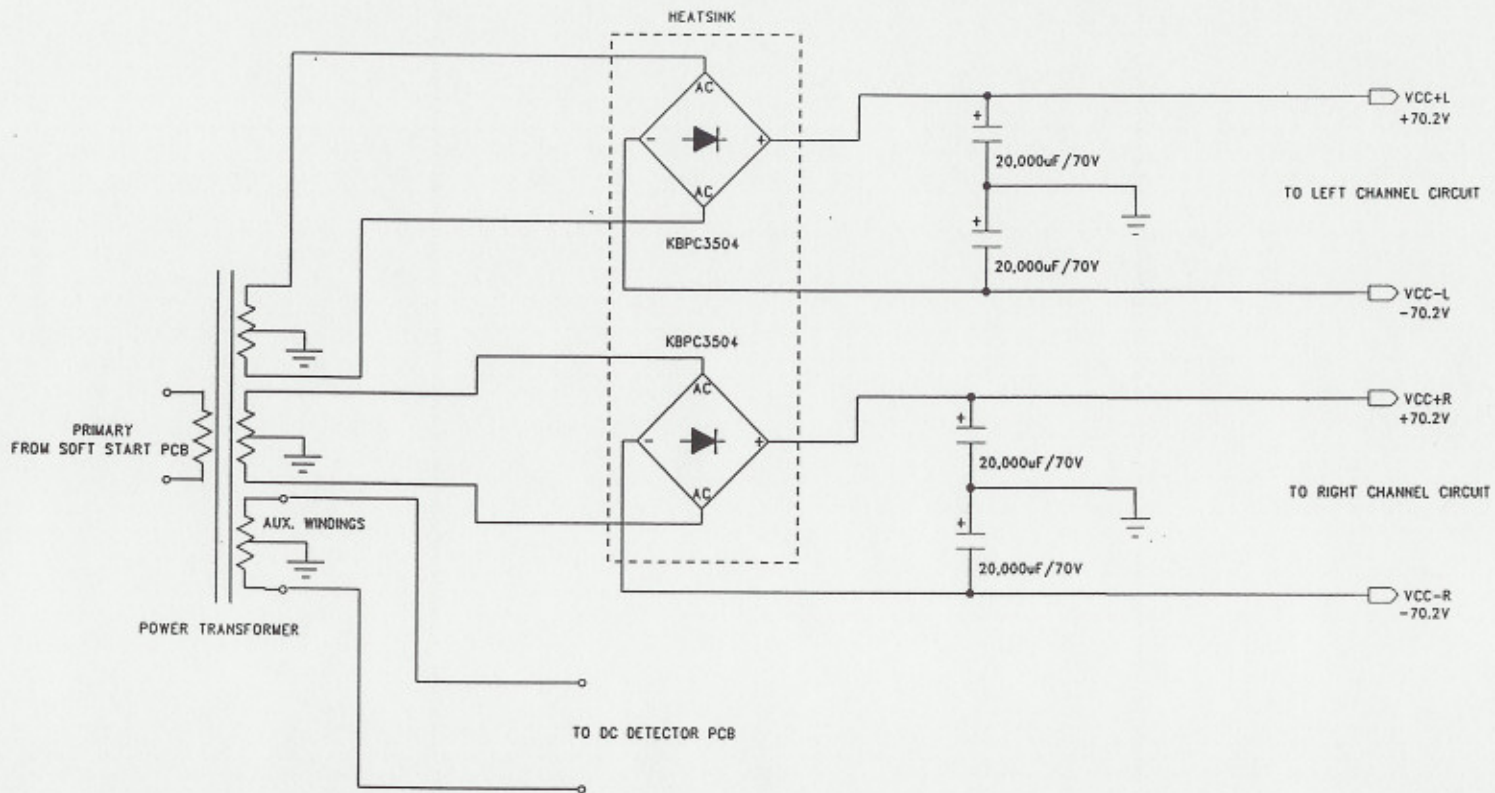 HEATSINK
AC
-
+
AC
KBPC3504
+
20,000uF/70V
+
20,000uF/70V
VCC+L
+70.2V
TO LEFT CHANNEL CIRCUIT
VCC-L
-70.2V
KBPC3504
AC
-
+
AC
+
20,000uF/70V
+
20,000uF/70V
VCC+R
+70.2V
TO RIGHT CHANNEL CIRCUIT
VCC-R
-70.2V
PRIMARY
FROM SOFT START PCB
AUX. WINDINGS
POWER TRANSFORMER
TO DC DETECTOR PCB